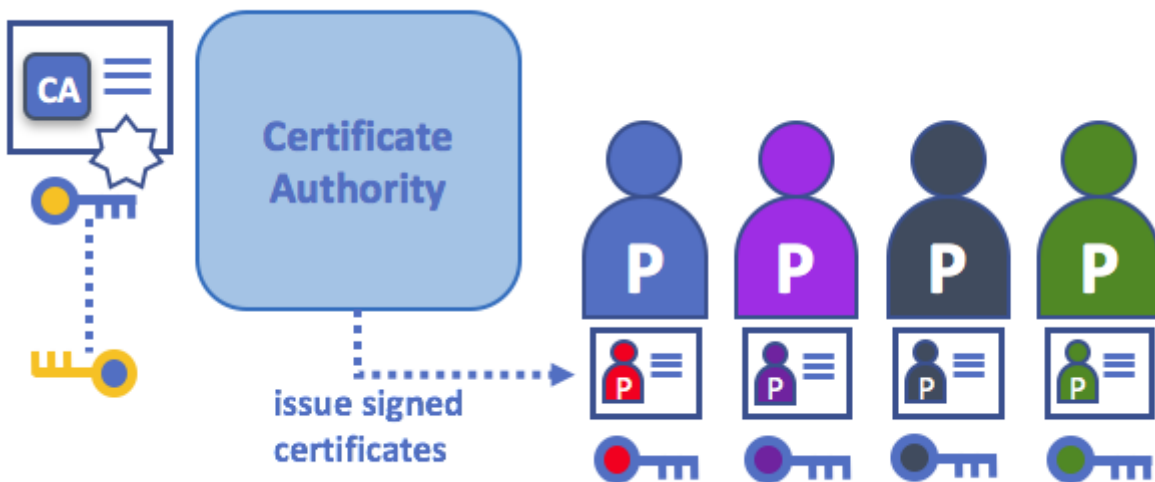 CA
Certificate
Authority
P P P P
issue signed
certificates
P P P P